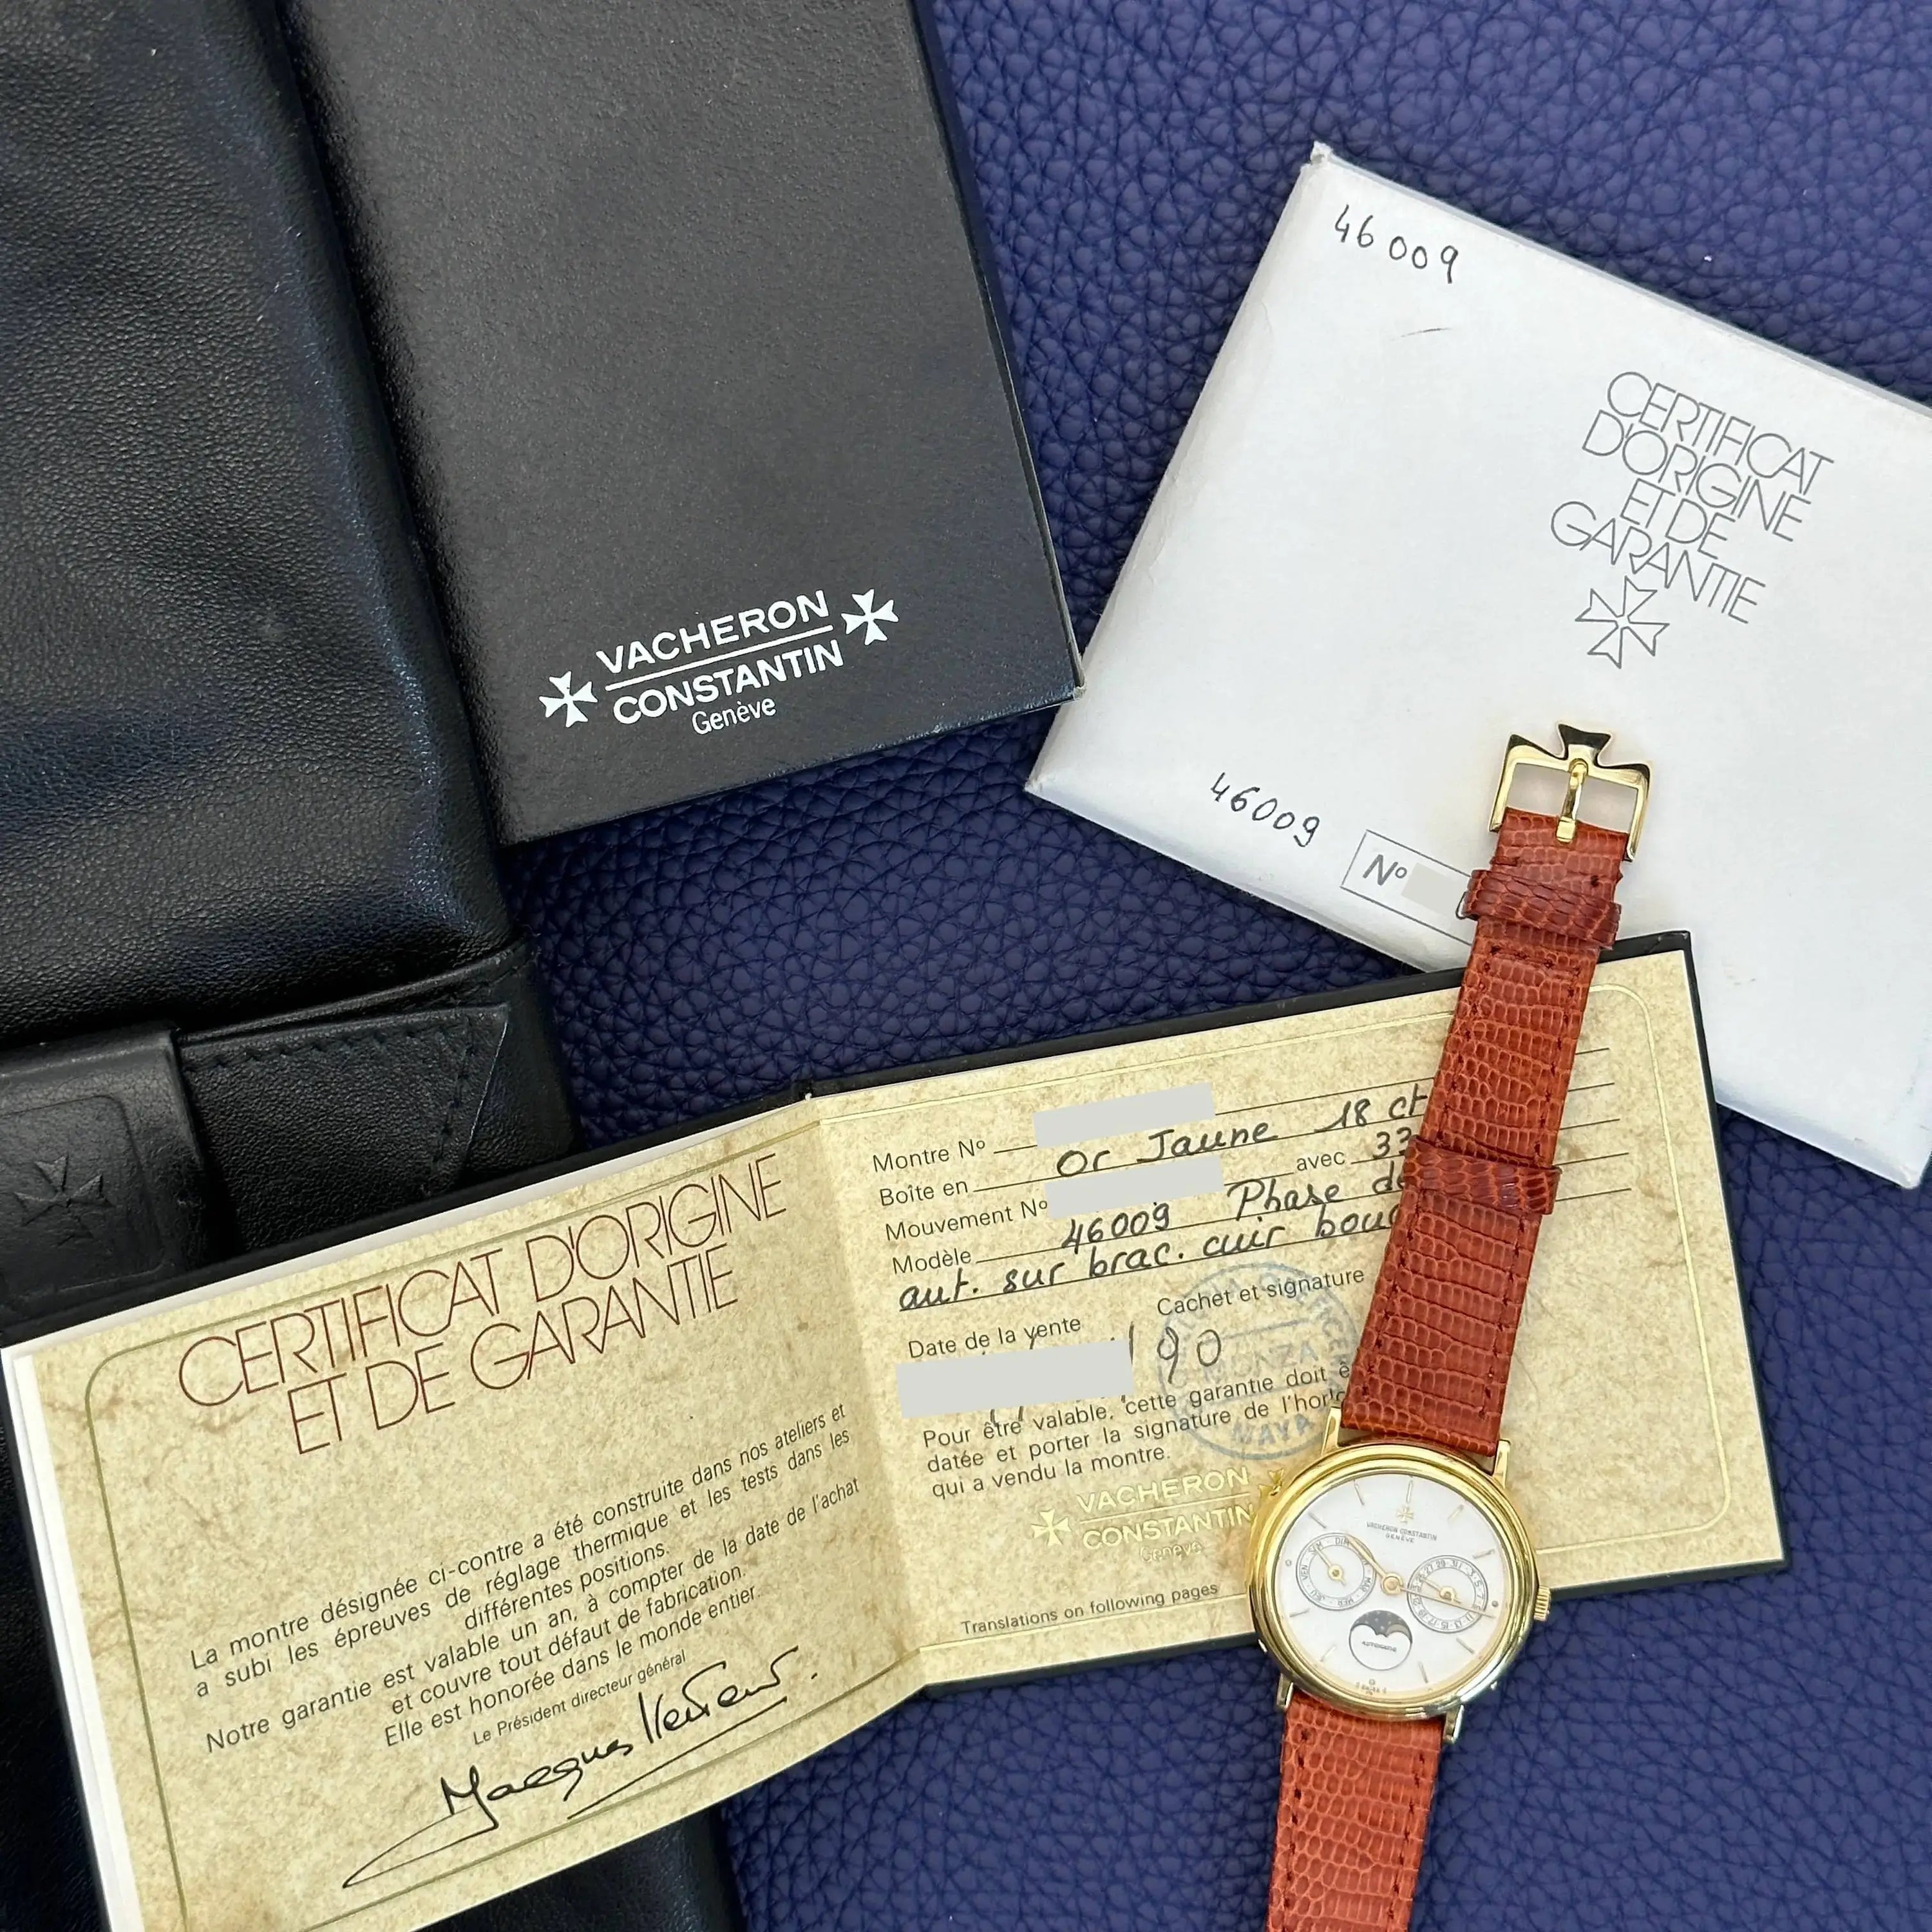 VACHERON
CONSTANTIN
Genève
46009
CERTIFICAT
D'ORIGINE
ET DE
GARANTIE
46009
Nº
CERTIFICAT D'ORIGINE
ET DE GARANTIE
La montre désignée ci-contre a été construite dans nos ateliers et
a subi les épreuves de réglage thermique et les tests dans les
différentes positions.
Notre garantie est valable un an, à compter de la date de l'achat
et couvre tout défaut de fabrication.
Elle est honorée dans le monde entier.
Le Président directeur général
Montre Nº
Boîte en Or Jaune 18 ct
Mouvement Nº avec 33
Modèle 46009 Phase de
aut. sur brac. cuir
Date de la vente
Cachet et signature
90
Pour être valable, cette garantie doit
datée et porter la signature de
qui a vendu la montre.
VACHERON
CONSTANTIN
Genève
Translations on following pages
VACHERON CONSTANTIN
GENÈVE
AUTOMATIC